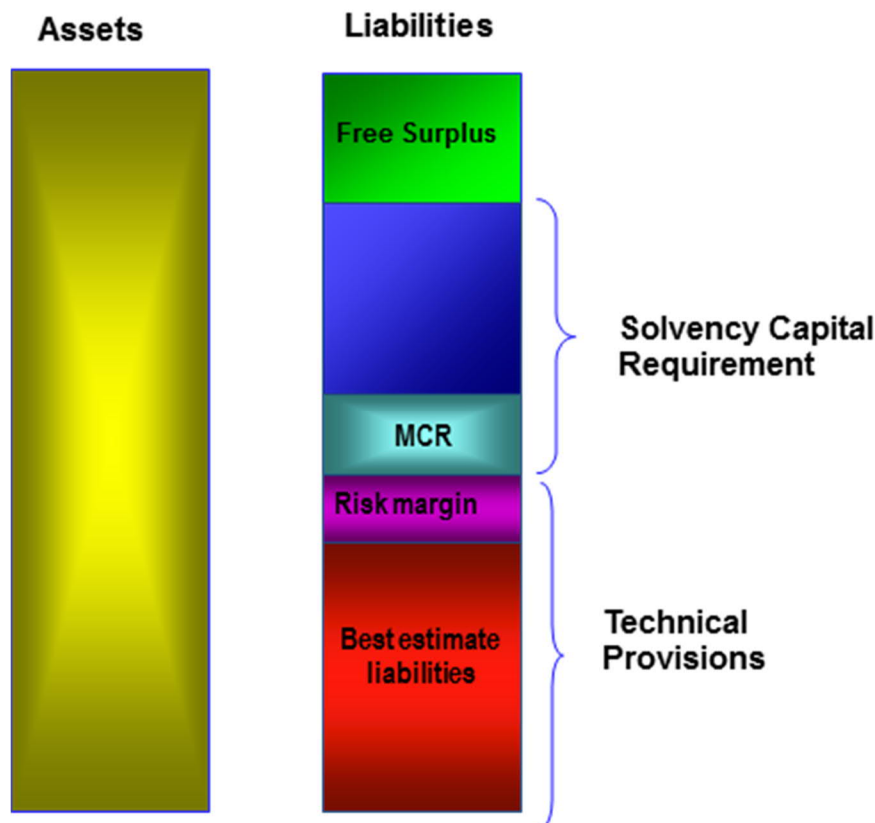 Assets
Liabilities
Free Surplus
Solvency Capital
Requirement
MCR
Risk margin
Best estimate
liabilities
Technical
Provisions